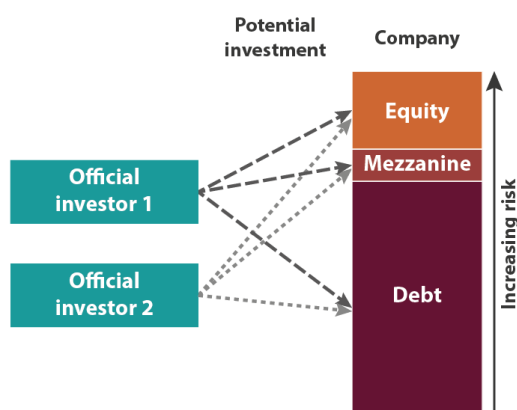 Potential
investment
Company
Equity
Mezzanine
Debt
Official
investor 1
Official
investor 2
Increasing risk